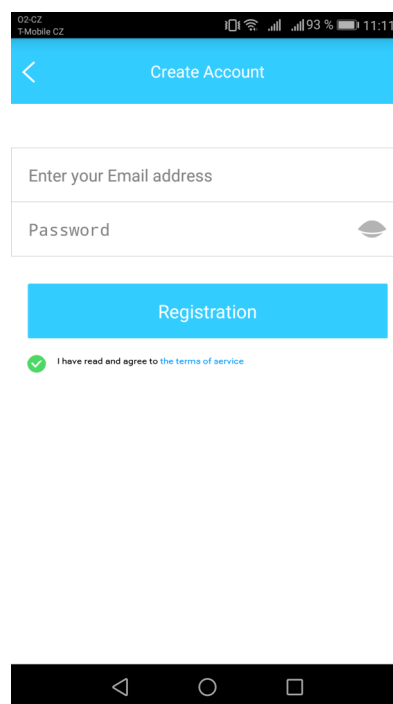 O2-CZ
T-Mobile CZ
93 % 11:11
Create Account
Enter your Email address
Password
Registration
I have read and agree to the terms of service